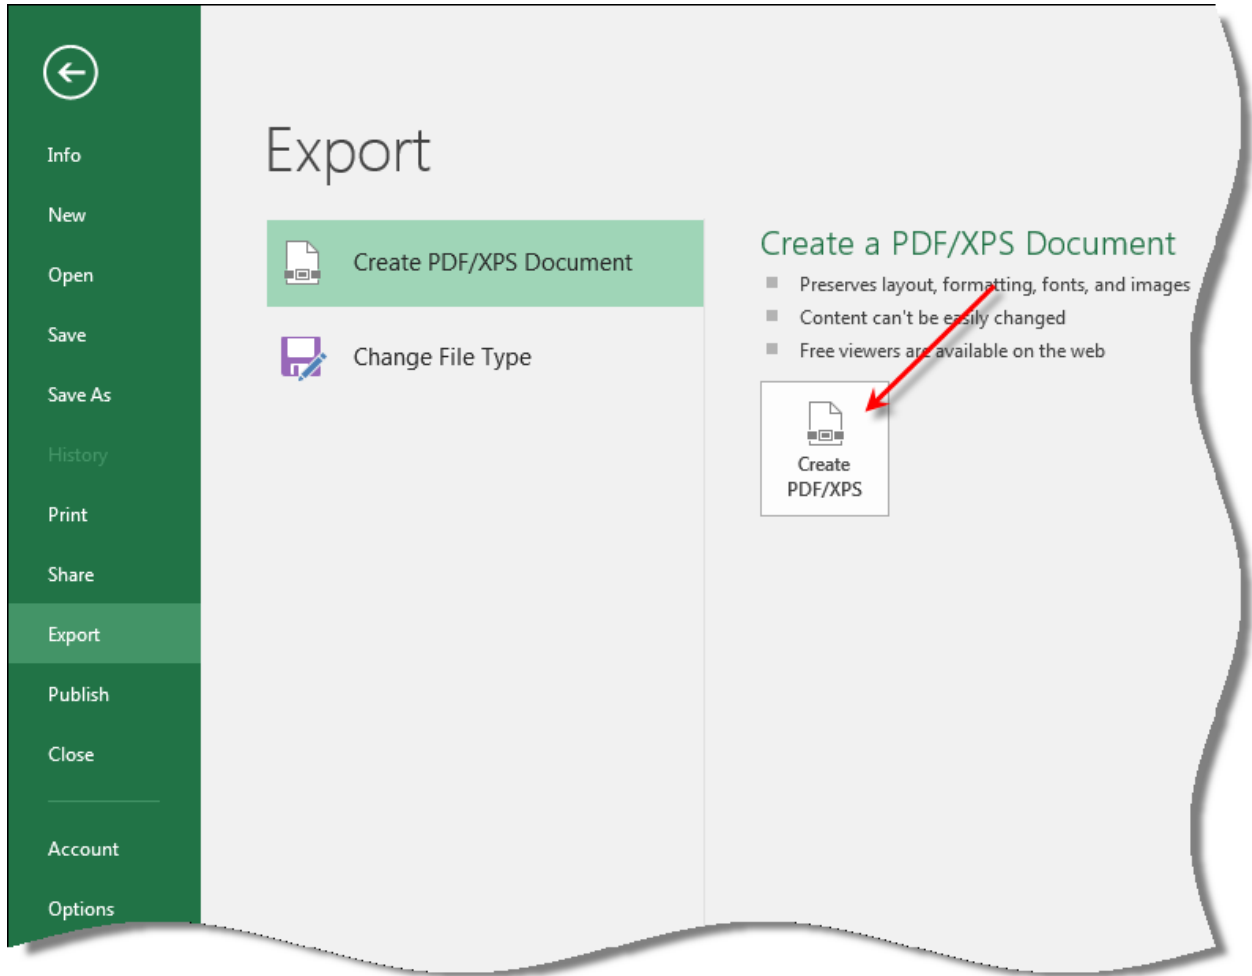 Info
New
Open
Save
Save As
History
Print
Share
Export
Publish
Close
Account
Options
Export
Create PDF/XPS Document
Change File Type
Create a PDF/XPS Document
Preserves layout, formatting, fonts, and images
Content can't be easily changed
Free viewers are available on the web
Create
PDF/XPS